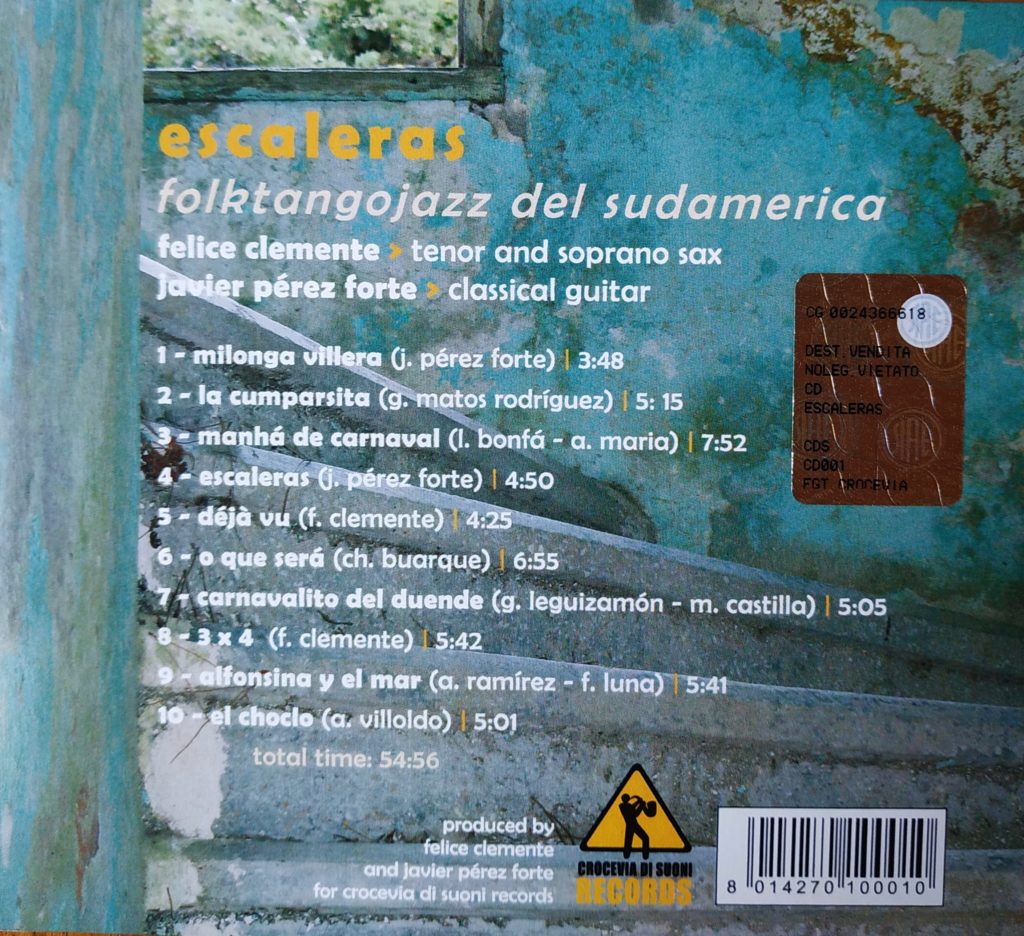 escaleras
folktangojazz del sudamerica
felice clemente > tenor and soprano sax
javier pérez forte > classical guitar
1 - milonga villera (j. pérez forte) | 3:48
2 - la cumparsita (g. matos rodríguez) | 5: 15
3 - manhá de carnaval (l. bonfá - a. maria) | 7:52
4 - escaleras (j. pérez forte) | 4:50
5 - déjà vu (f. clemente) | 4:25
6 - o que será (ch. buarque) | 6:55
7 - carnavalito del duende (g. leguizamón - m. castilla) | 5:05
8 - 3 x 4 (f. clemente) | 5:42
9 - alfonsina y el mar (a. ramírez - f. luna) | 5:41
10 - el choclo (a. villoldo) | 5:01
total time: 54:56
CG 0024366618
DEST.VENDITA
NOLEG.VIETATO
CD
ESCALERAS
CDS
CD001
FGT CROCEVIA
produced by
felice clemente
and javier pérez forte
for crocevia di suoni records
CROCEVIA DI SUONI
RECORDS
8 014270 100010